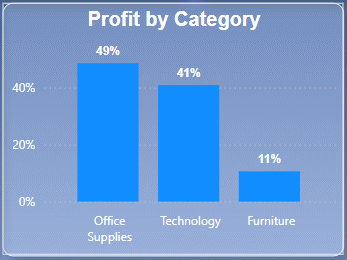 Profit by Category
49%
41%
11%
40%
20%
0%
Office
Supplies
Technology
Furniture